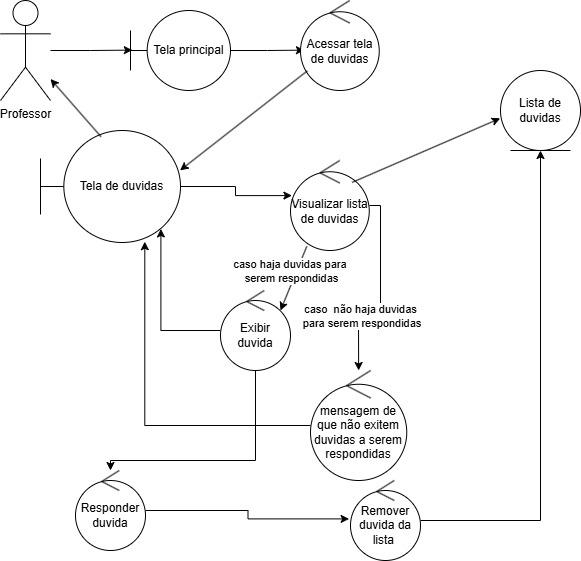 Professor
Tela principal
Acessar tela
de duvidas
Lista de
duvidas
Tela de duvidas
Visualizar lista
de duvidas
caso haja duvidas para
serem respondidas
caso não haja duvidas
para serem respondidas
Exibir
duvida
mensagem de
que não exitem
duvidas a serem
respondidas
Responder
duvida
Remover
duvida da
lista